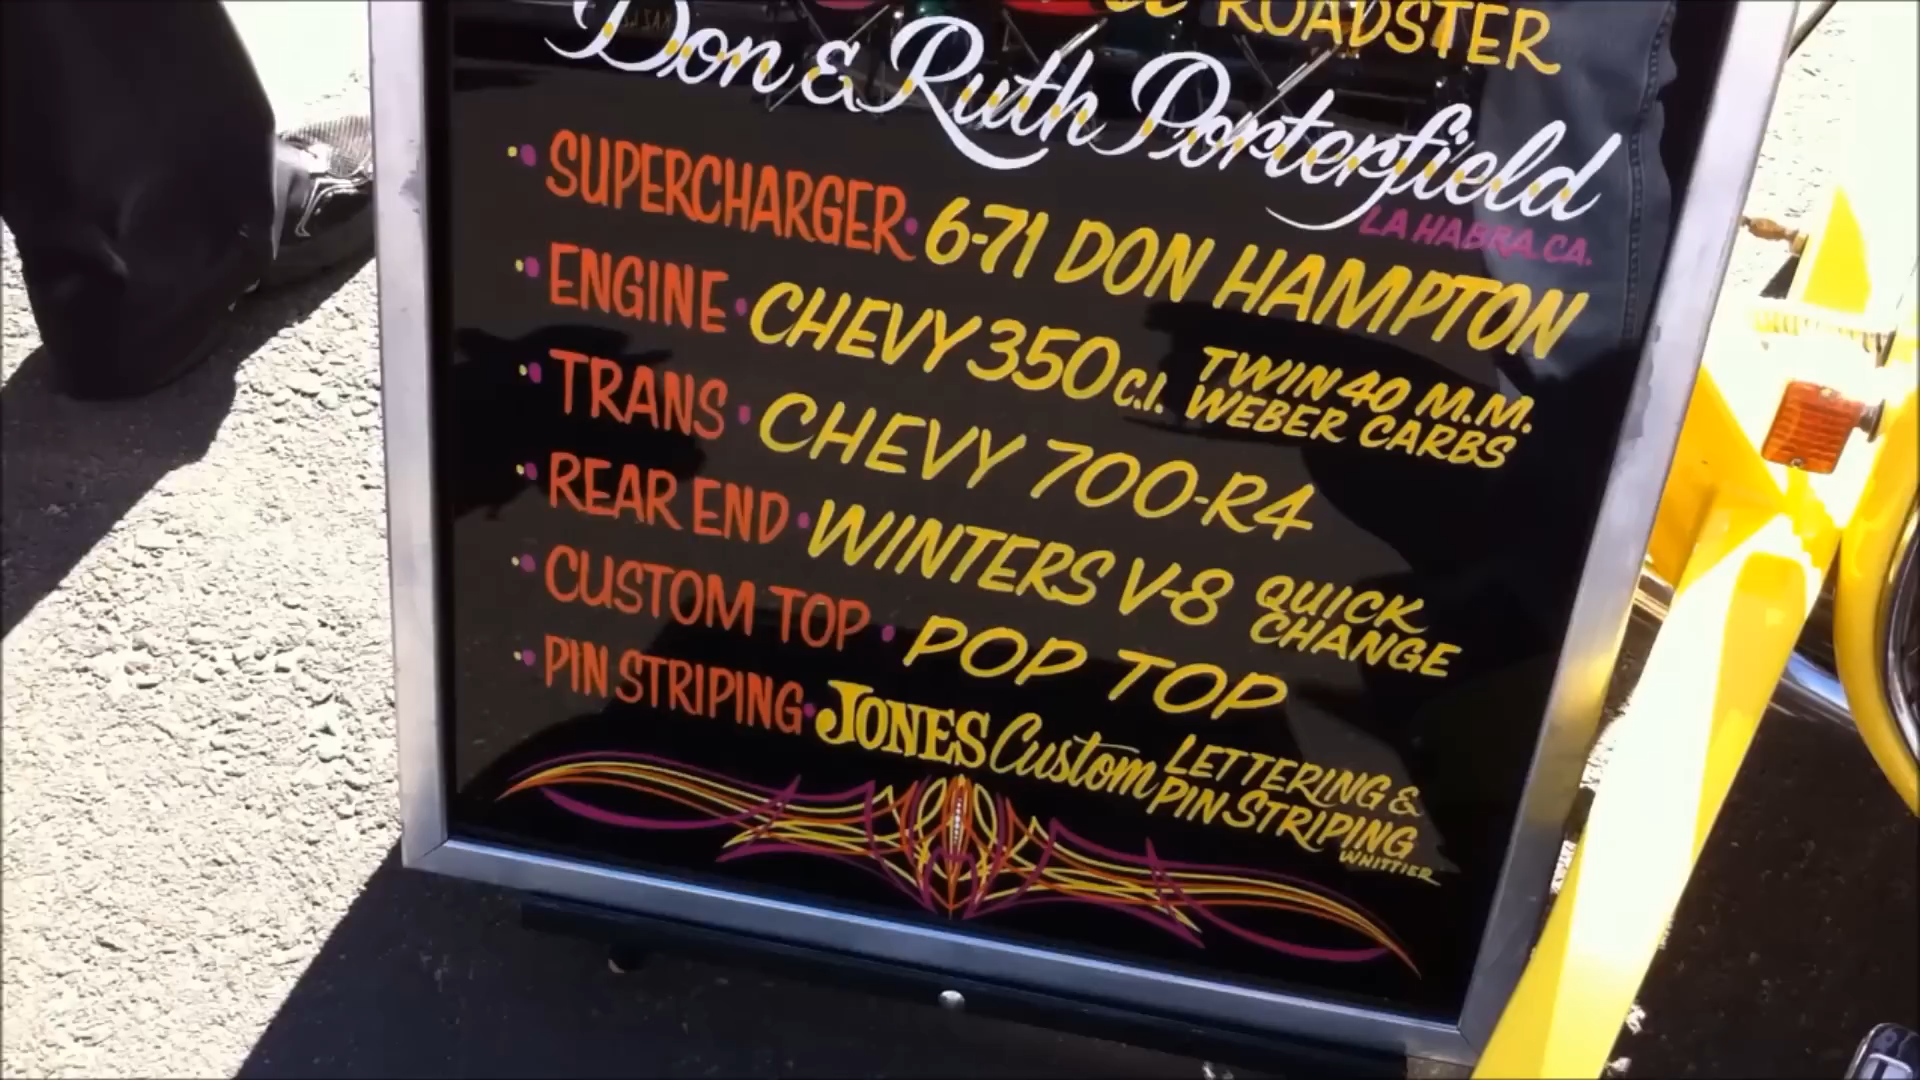 ROADSTER
Don & Ruth Porterfield
LA HABRA, CA.
SUPERCHARGER • 6-71 DON HAMPTON
ENGINE • CHEVY 350 C.I. TWIN 40 M.M. WEBER CARBS
TRANS • CHEVY 700-R4
REAR END • WINTERS V-8 QUICK CHANGE
CUSTOM TOP • POP TOP
PIN STRIPING • JONES Custom LETTERING & PIN STRIPING
WHITTIER